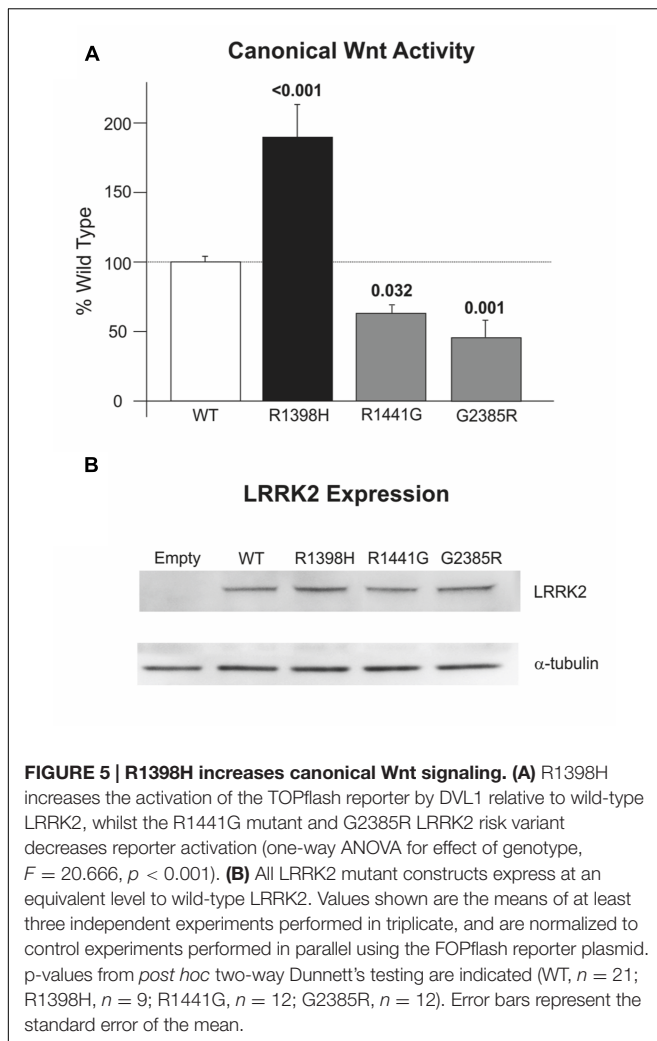 A
Canonical Wnt Activity
<0.001
200
150
% Wild Type
100
0.032
0.001
50
0
WT R1398H R1441G G2385R
B
LRRK2 Expression
Empty WT R1398H R1441G G2385R
LRRK2
α-tubulin
FIGURE 5 | R1398H increases canonical Wnt signaling. (A) R1398H
increases the activation of the TOPflash reporter by DVL1 relative to wild-type
LRRK2, whilst the R1441G mutant and G2385R LRRK2 risk variant
decreases reporter activation (one-way ANOVA for effect of genotype,
F = 20.666, p < 0.001). (B) All LRRK2 mutant constructs express at an
equivalent level to wild-type LRRK2. Values shown are the means of at least
three independent experiments performed in triplicate, and are normalized to
control experiments performed in parallel using the FOPflash reporter plasmid.
p-values from post hoc two-way Dunnett's testing are indicated (WT, n = 21;
R1398H, n = 9; R1441G, n = 12; G2385R, n = 12). Error bars represent the
standard error of the mean.